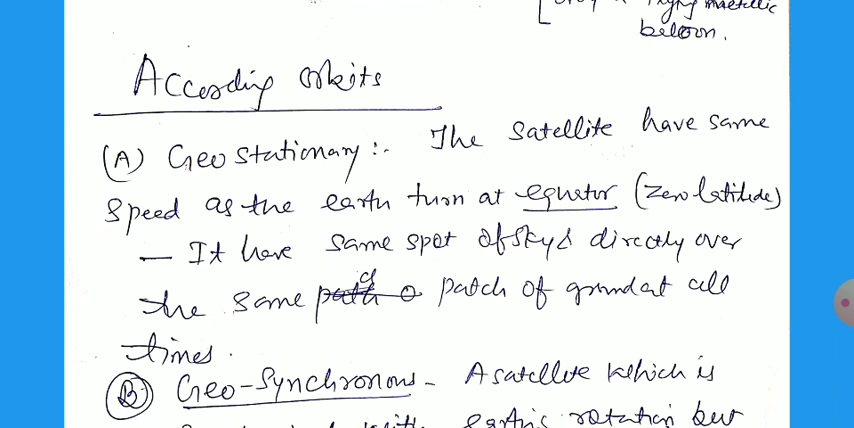 metellic
beloon.
According orbits
(A) Geo stationary :- The satellite have same
speed as the earth turn at equator (zero latitude)
— It have same spot of sky & directly over
the same patch of ground at all
times.
(B) Geo-Synchronous - A satellite which is
earth's rotation but